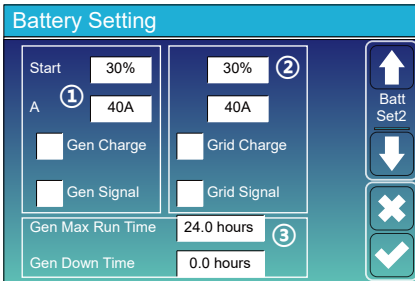 Battery Setting
Start 30% 30% ②
A ① 40A 40A
Gen Charge Grid Charge
Gen Signal Grid Signal
Gen Max Run Time 24.0 hours ③
Gen Down Time 0.0 hours
Batt
Set2